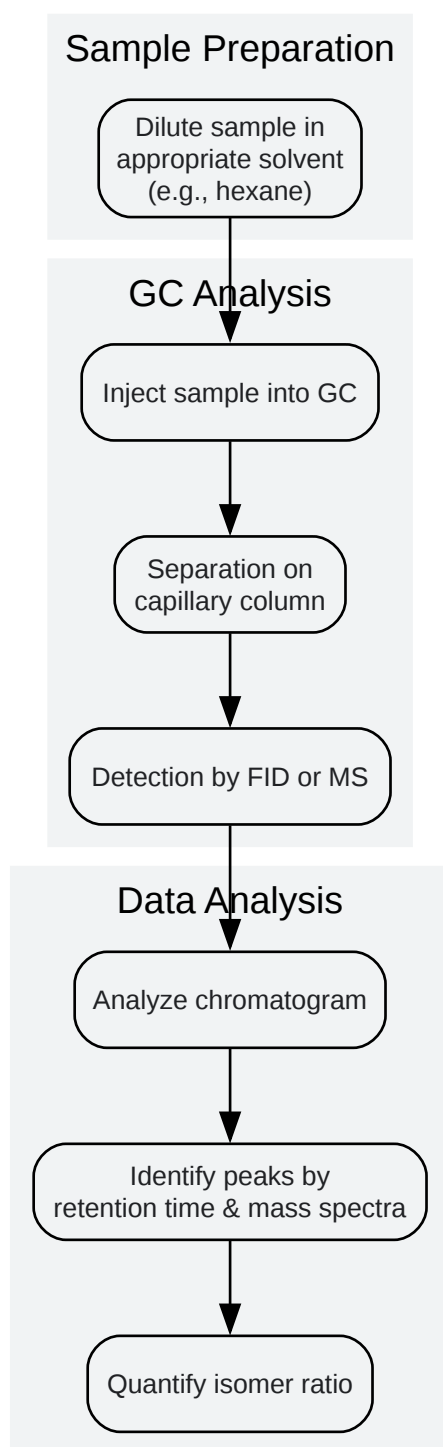 Sample Preparation
Dilute sample in
appropriate solvent
(e.g., hexane)
GC Analysis
Inject sample into GC
Separation on
capillary column
Detection by FID or MS
Data Analysis
Analyze chromatogram
Identify peaks by
retention time & mass spectra
Quantify isomer ratio